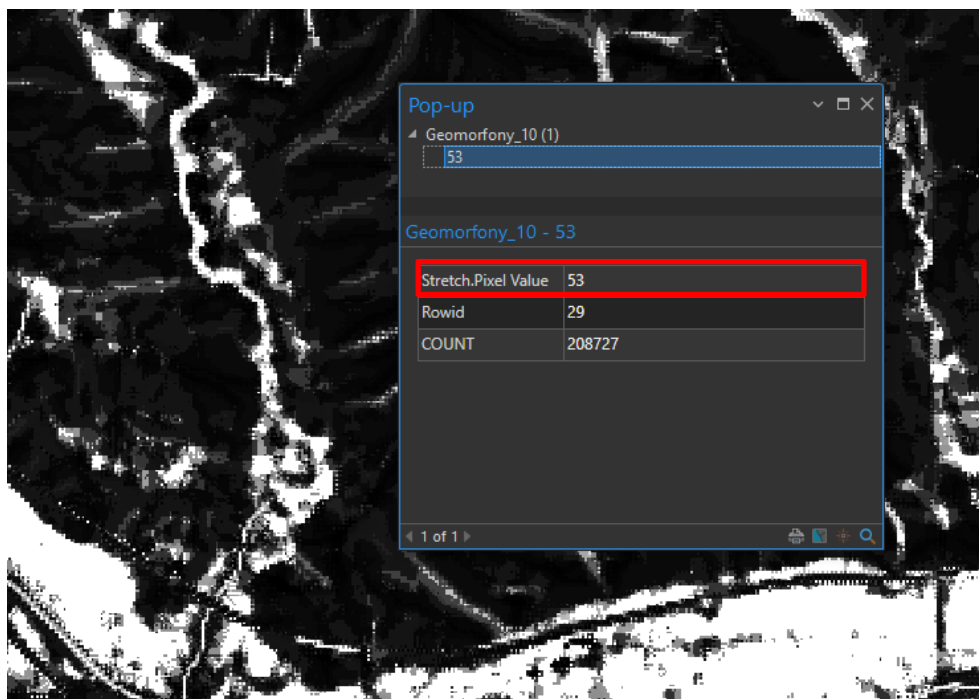 Pop-up
Geomorfony_10 (1)
53
Geomorfony_10 - 53
Stretch.Pixel Value 53
Rowid 29
COUNT 208727
1 of 1